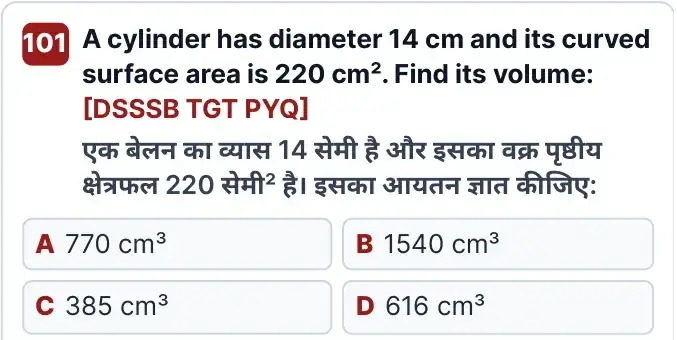 101 A cylinder has diameter 14 cm and its curved
surface area is 220 cm². Find its volume:
[DSSSB TGT PYQ]
एक बेलन का व्यास 14 सेमी है और इसका वक्र पृष्ठीय
क्षेत्रफल 220 सेमी² है। इसका आयतन ज्ञात कीजिए:
A 770 cm³
B 1540 cm³
C 385 cm³
D 616 cm³